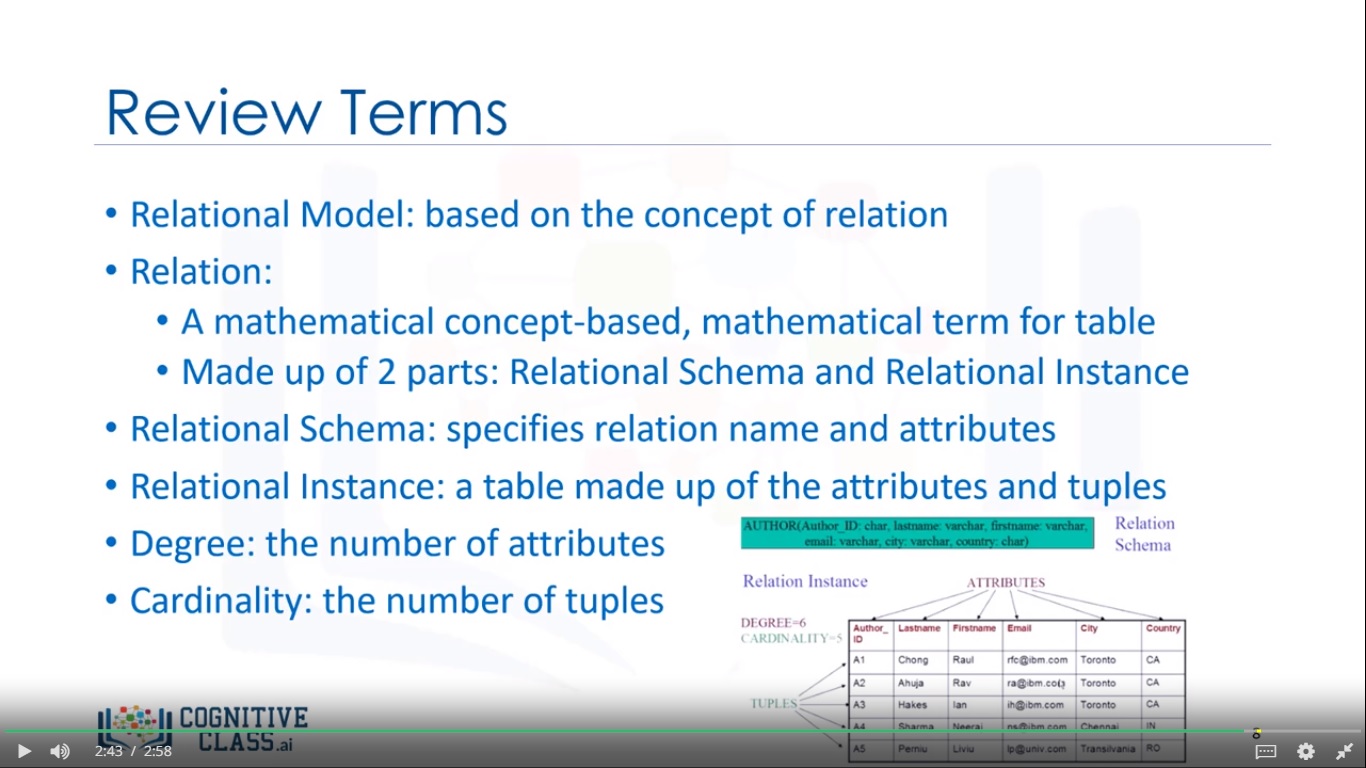 Review Terms
• Relational Model: based on the concept of relation
• Relation:
• A mathematical concept-based, mathematical term for table
• Made up of 2 parts: Relational Schema and Relational Instance
• Relational Schema: specifies relation name and attributes
• Relational Instance: a table made up of the attributes and tuples
• Degree: the number of attributes
• Cardinality: the number of tuples
AUTHOR(Author_ID: char, lastname: varchar, firstname: varchar,
email: varchar, city: varchar, country: char)
Relation
Schema
Relation Instance
ATTRIBUTES
DEGREE=6
CARDINALITY=5
Author_ID Lastname Firstname Email City Country
A1 Chong Raul rfc@ibm.com Toronto CA
A2 Ahuja Rav ra@ibm.com Toronto CA
TUPLES
A3 Hakes Ian ih@ibm.com Toronto CA
A4 Sharma Neeraj ns@ibm.com Chennai IN
A5 Perniu Liviu lp@univ.com Transilvania RO
COGNITIVE
CLASS.ai
2:43 / 2:58